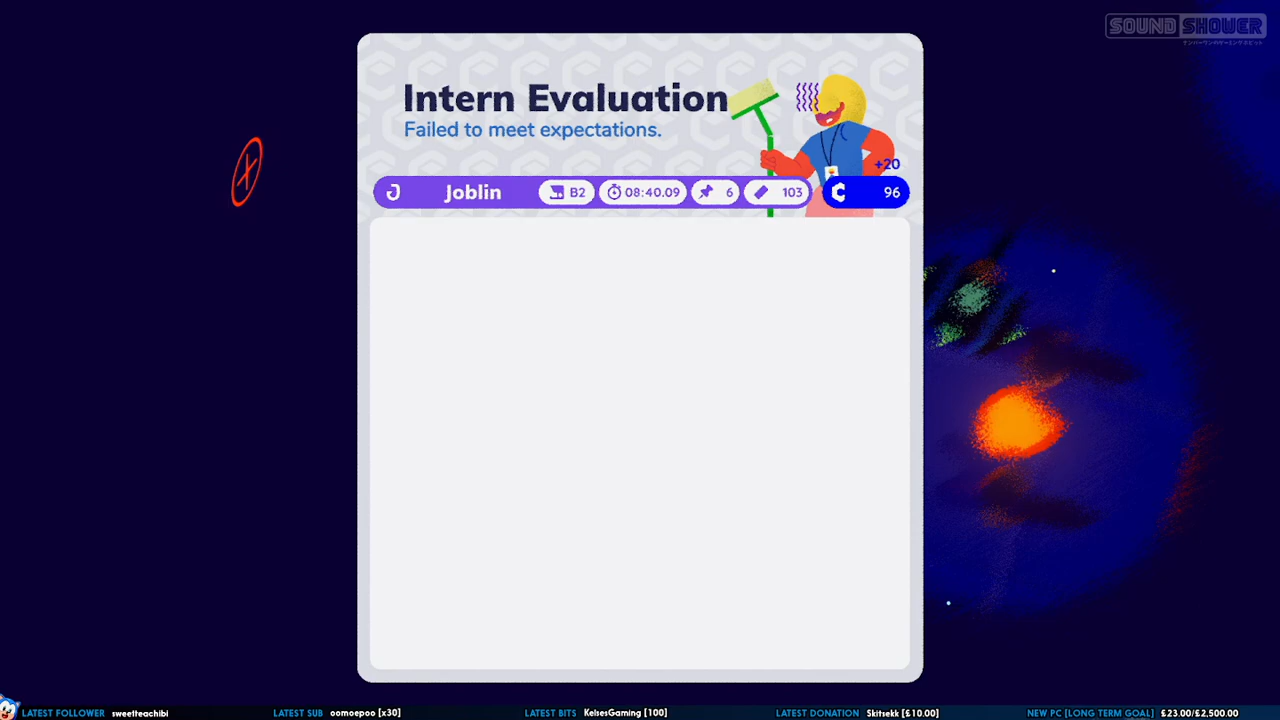 SOUND SHOWER
Intern Evaluation
Failed to meet expectations.
+20
J Joblin B2 08:40.09 6 103 C 96
LATEST FOLLOWER sweetteachibi LATEST SUB oomoepoo [x30] LATEST BITS KelsesGaming [100] LATEST DONATION Skitsekk [£10.00] NEW PC [LONG TERM GOAL] £23.00/£2,500.00